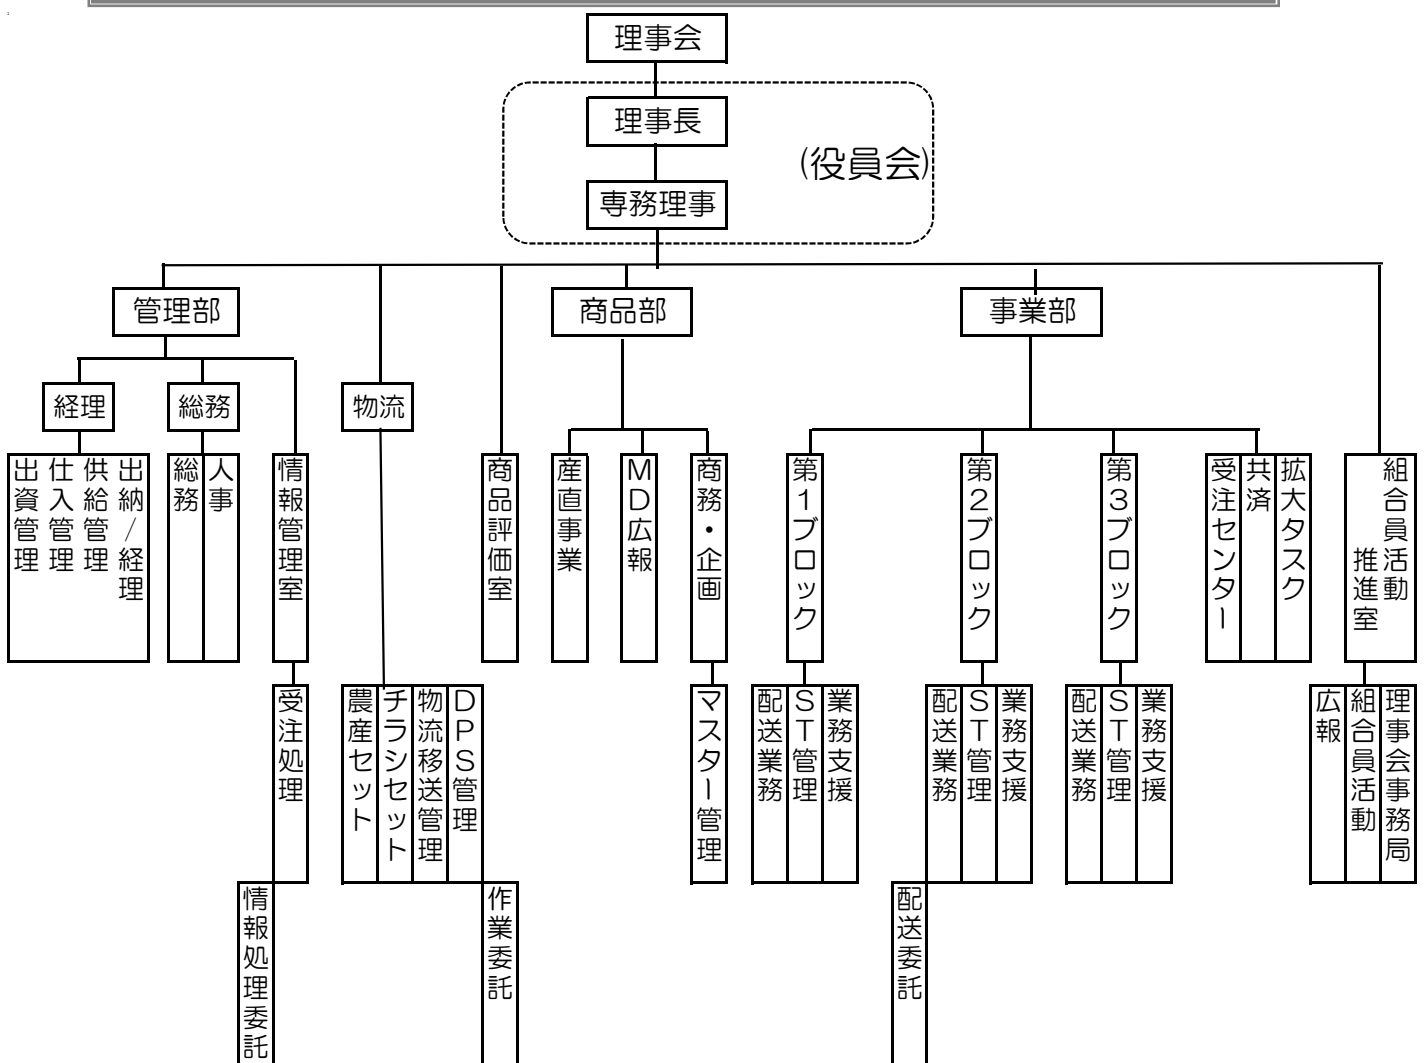 理事会
理事長
(役員会)
専務理事
管理部
商品部
事業部
経理
総務
物流
出資管理
仕入管理
供給管理
出納/経理
総務
人事
情報管理室
商品評価室
産直事業
MD広報
商務・企画
第1ブロック
第2ブロック
第3ブロック
受注センター
共済
拡大タスク
組合員活動
推進室
受注処理
農産セット
チラシセット
物流移送管理
DPS管理
マスター管理
配送業務
ST管理
業務支援
配送業務
ST管理
業務支援
配送業務
ST管理
業務支援
広報
組合員活動
理事会事務局
情報処理委託
作業委託
配送委託